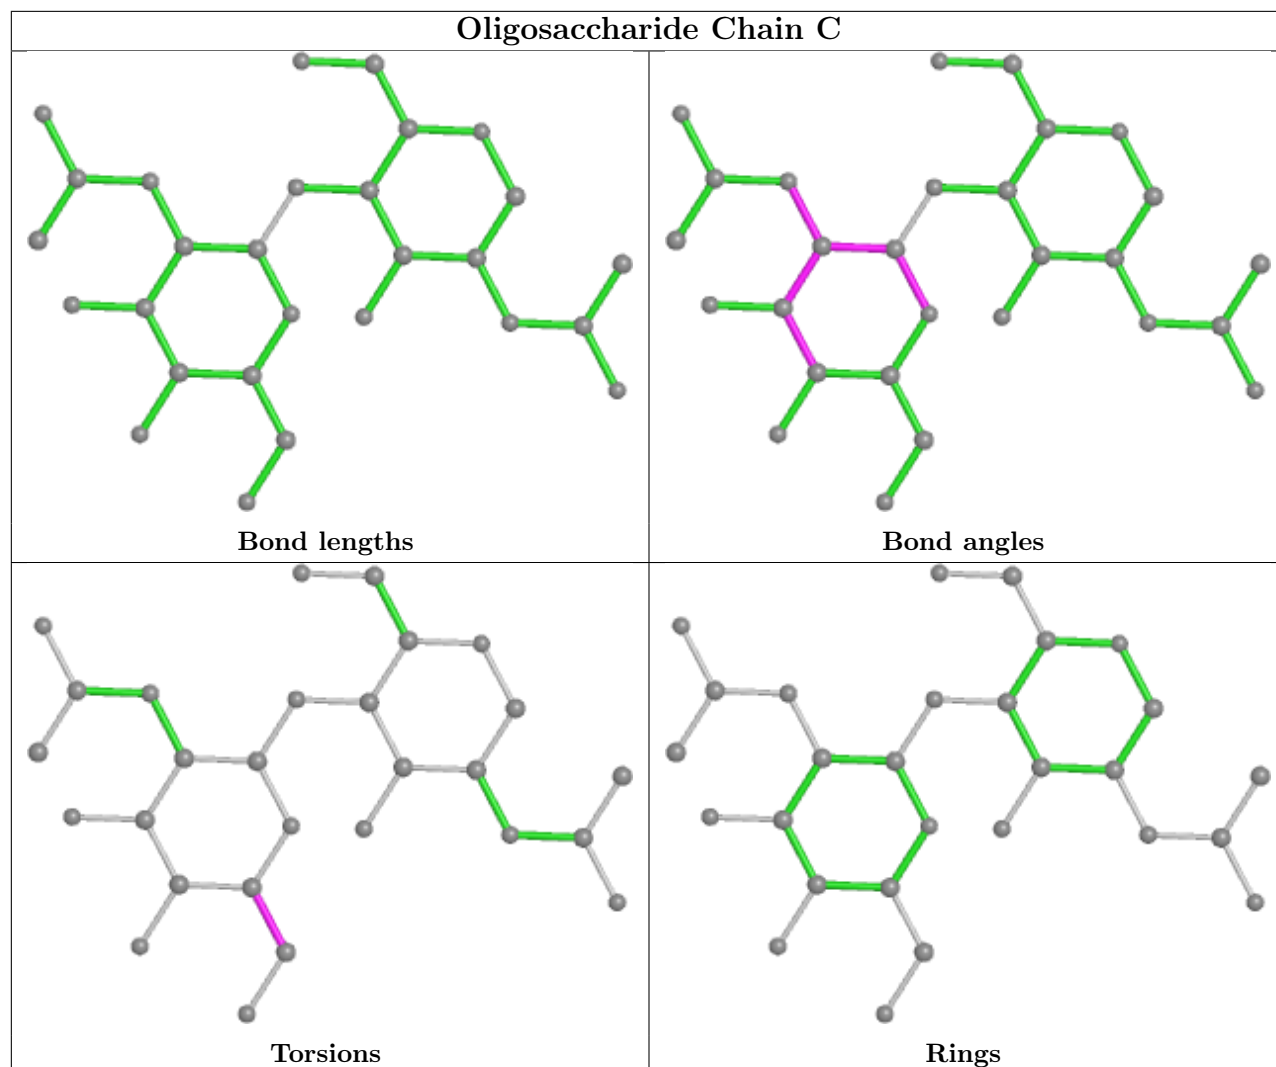 Oligosaccharide Chain C
Bond lengths
Bond angles
Torsions
Rings